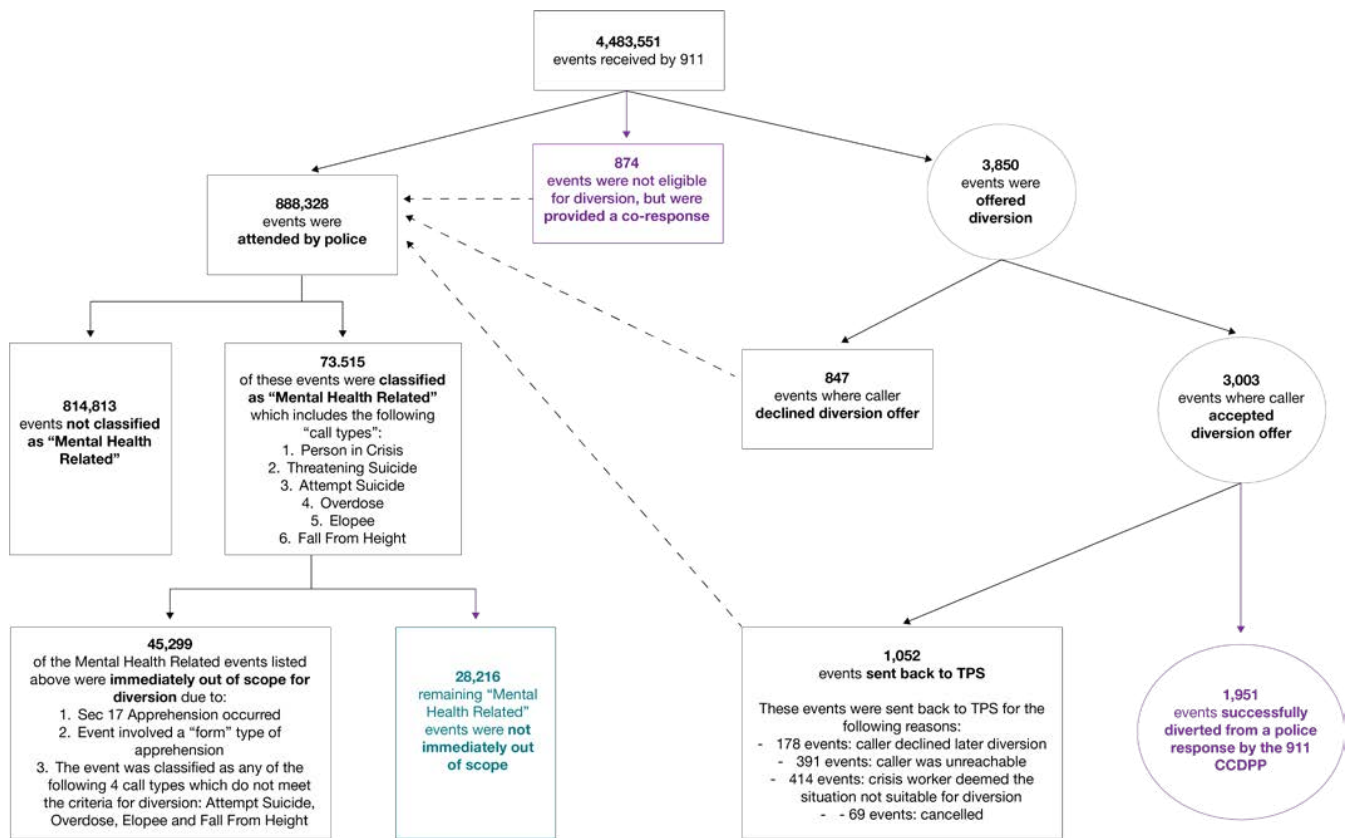 4,483,551
events received by 911
874
events were not eligible
for diversion, but were
provided a co-response
3,850
events were
offered
diversion
888,328
events were
attended by police
814,813
events not classified
as “Mental Health
Related”
73.515
of these events were classified
as “Mental Health Related”
which includes the following
“call types”:
1. Person in Crisis
2. Threatening Suicide
3. Attempt Suicide
4. Overdose
5. Elopee
6. Fall From Height
847
events where caller
declined diversion offer
3,003
events where caller
accepted
diversion offer
45,299
of the Mental Health Related events listed
above were immediately out of scope for
diversion due to:
1. Sec 17 Apprehension occurred
2. Event involved a “form” type of
apprehension
3. The event was classified as any of the
following 4 call types which do not meet
the criteria for diversion: Attempt Suicide,
Overdose, Elopee and Fall From Height
28,216
remaining “Mental
Health Related”
events were not
immediately out
of scope
1,052
events sent back to TPS
These events were sent back to TPS for the
following reasons:
- 178 events: caller declined later diversion
- 391 events: caller was unreachable
- 414 events: crisis worker deemed the
situation not suitable for diversion
- - 69 events: cancelled
1,951
events successfully
diverted from a police
response by the 911
CCDPP